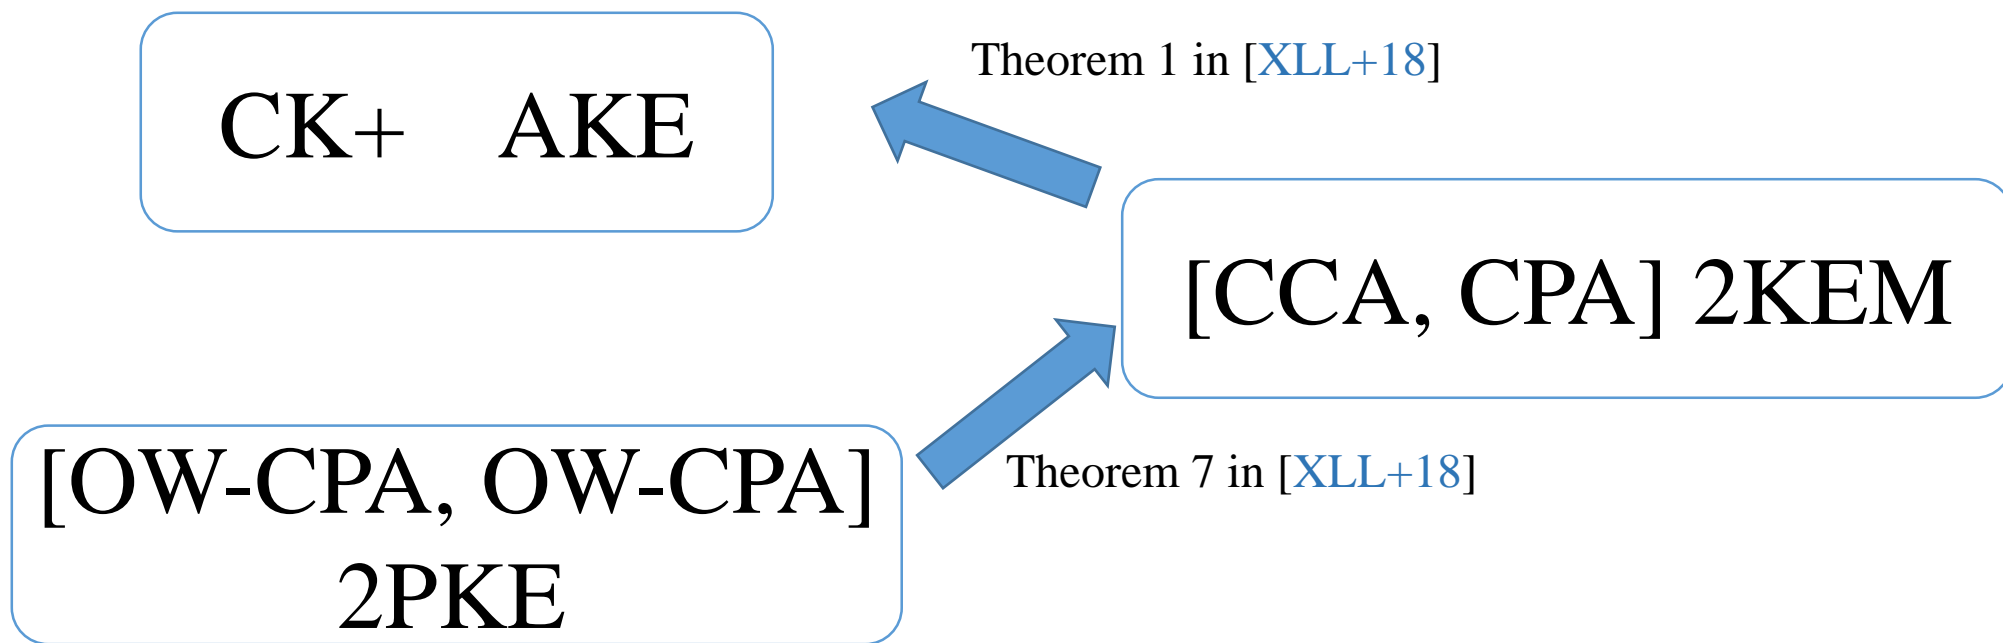 Theorem 1 in [XLL+18]
CK+ AKE
[CCA, CPA] 2KEM
[OW-CPA, OW-CPA]
2PKE
Theorem 7 in [XLL+18]